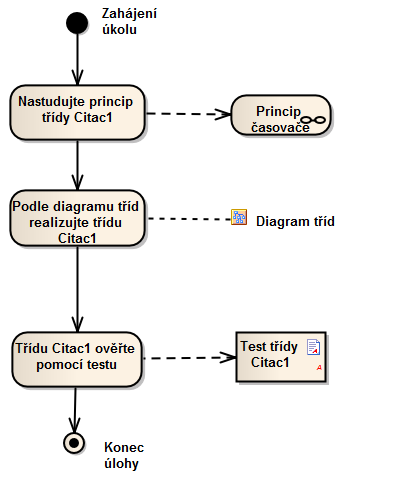 Zahájení
úkolu
Nastudujte princip
třídy Citac1
Princip
časovače
Podle diagramu tříd
realizujte třídu
Citac1
Diagram tříd
Třídu Citac1 ověřte
pomocí testu
Test třídy
Citac1
A
Konec
úlohy